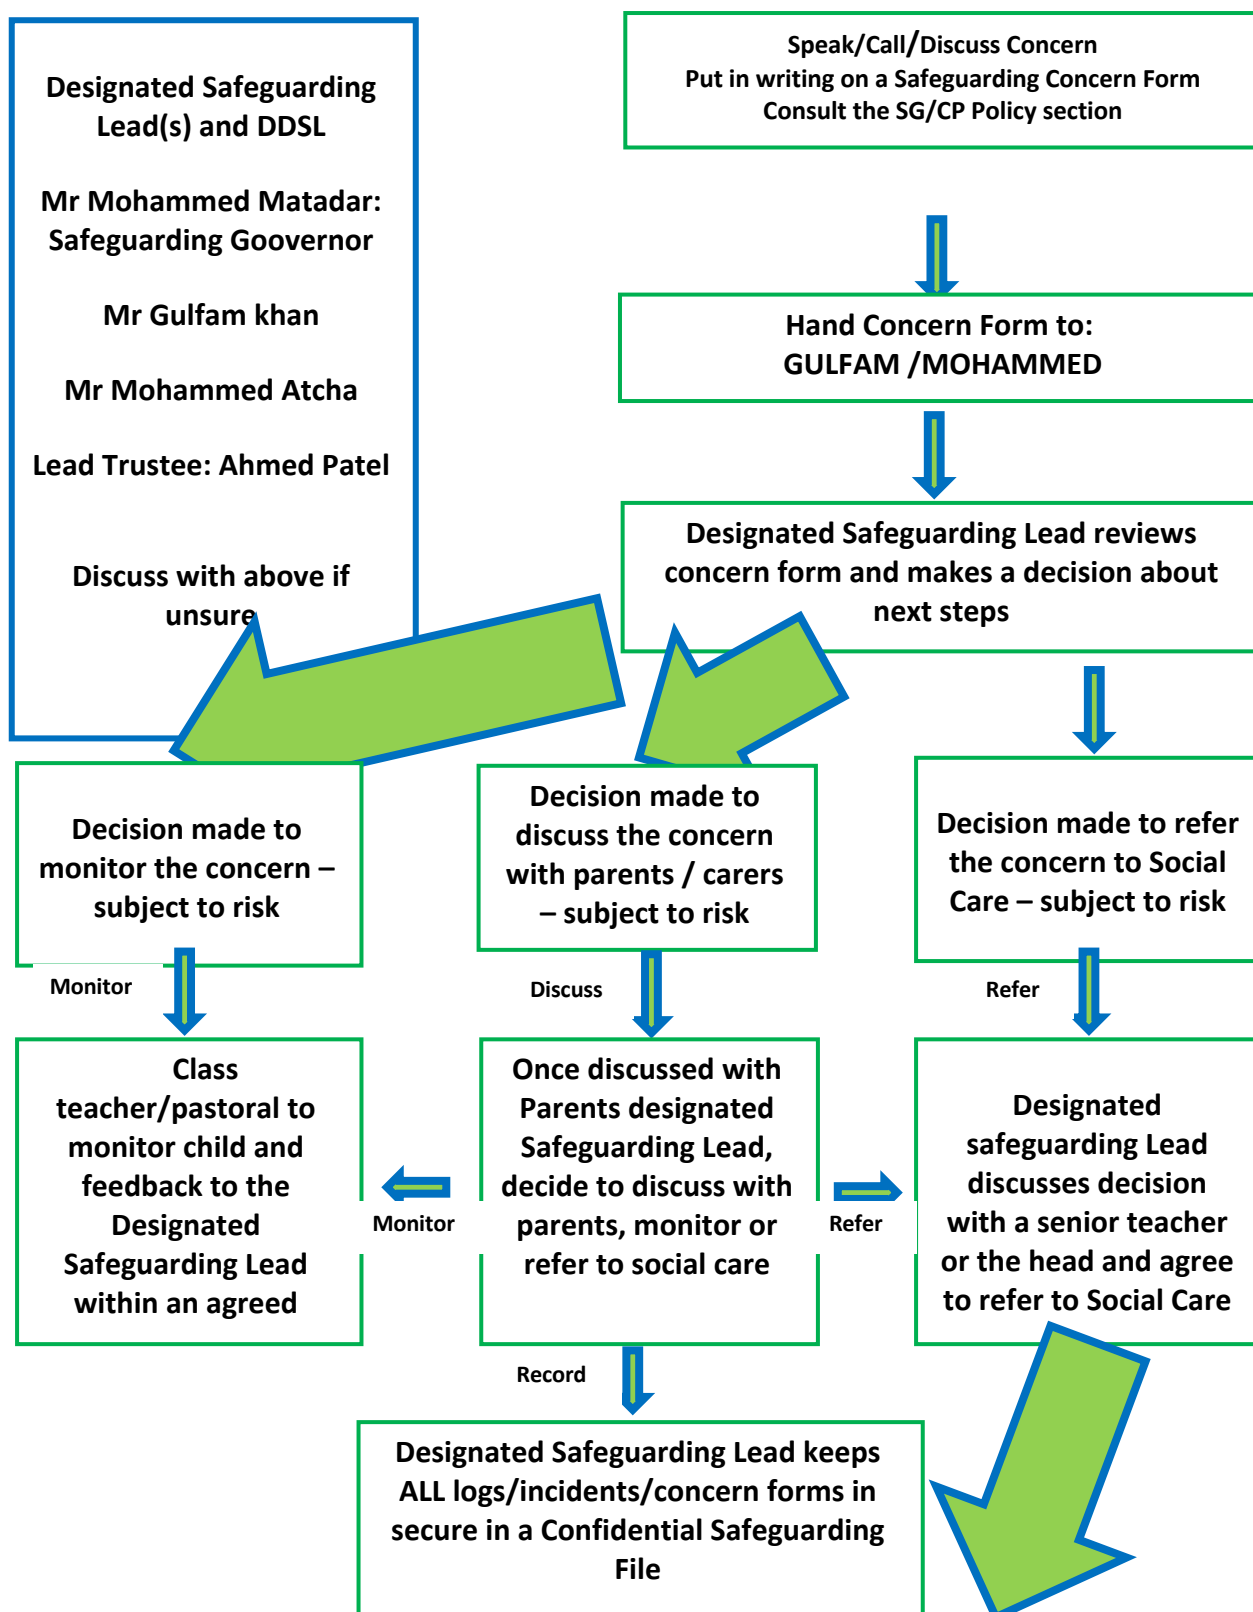 Designated Safeguarding
Lead(s) and DDSL
Mr Mohammed Matadar:
Safeguarding Goovernor
Mr Gulfam khan
Mr Mohammed Atcha
Lead Trustee: Ahmed Patel
Discuss with above if
unsure
Speak/Call/Discuss Concern
Put in writing on a Safeguarding Concern Form
Consult the SG/CP Policy section
Hand Concern Form to:
GULFAM /MOHAMMED
Designated Safeguarding Lead reviews
concern form and makes a decision about
next steps
Decision made to
monitor the concern –
subject to risk
Decision made to
discuss the concern
with parents / carers
– subject to risk
Decision made to refer
the concern to Social
Care – subject to risk
Monitor
Discuss
Refer
Class
teacher/pastoral to
monitor child and
feedback to the
Designated
Safeguarding Lead
within an agreed
Monitor
Once discussed with
Parents designated
Safeguarding Lead,
decide to discuss with
parents, monitor or
refer to social care
Refer
Designated
safeguarding Lead
discusses decision
with a senior teacher
or the head and agree
to refer to Social Care
Record
Designated Safeguarding Lead keeps
ALL logs/incidents/concern forms in
secure in a Confidential Safeguarding
File